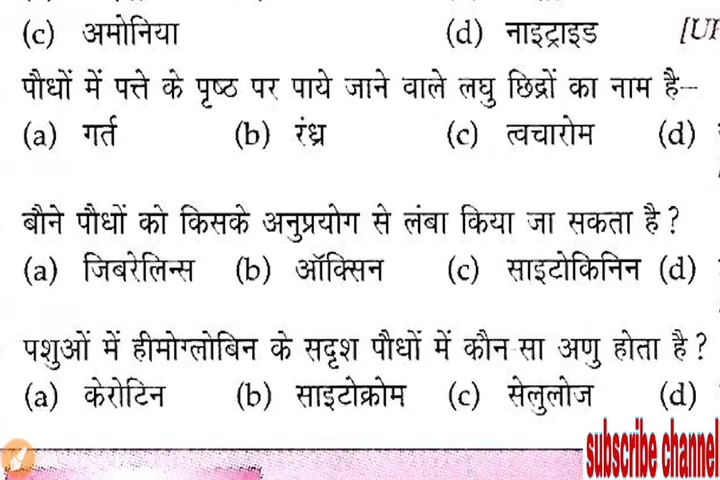 (c) अमोनिया (d) नाइट्राइड [UP
पौधों में पत्ते के पृष्ठ पर पाये जाने वाले लघु छिद्रों का नाम है—
(a) गर्त (b) रंध्र (c) त्वचारोम (d)
बौने पौधों को किसके अनुप्रयोग से लंबा किया जा सकता है ?
(a) जिबरेलिन्स (b) ऑक्सिन (c) साइटोकिनिन (d)
पशुओं में हीमोग्लोबिन के सदृश पौधों में कौन-सा अणु होता है ?
(a) केरोटिन (b) साइटोक्रोम (c) सेलुलोज (d)
subscribe channel